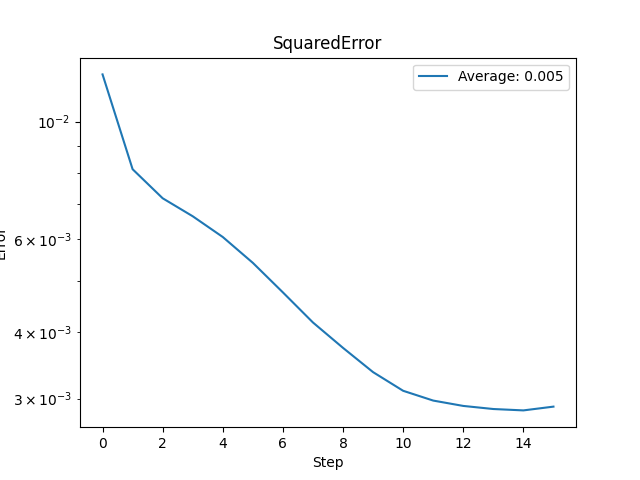 SquaredError
Average: 0.005
10⁻²
6 × 10⁻³
4 × 10⁻³
3 × 10⁻³
Error
0 2 4 6 8 10 12 14
Step